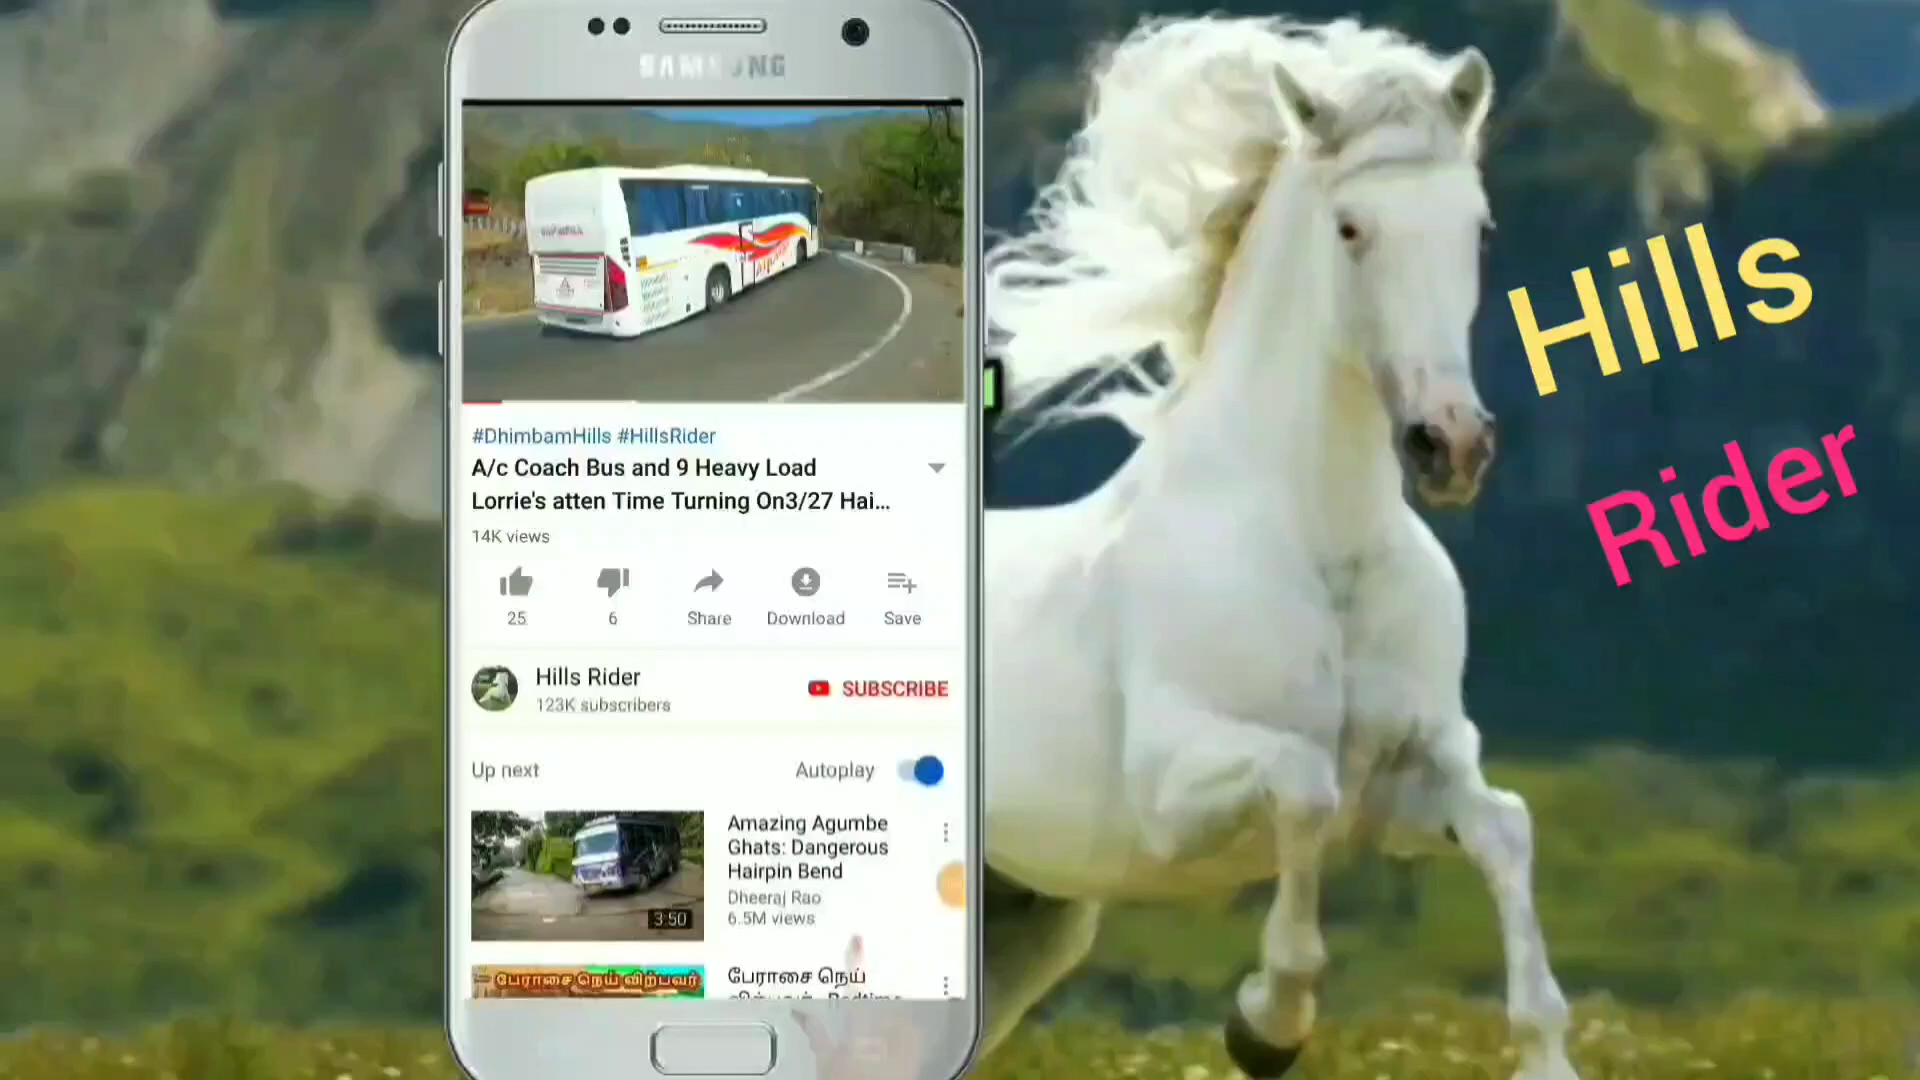 SAMSUNG
#DhimbamHills #HillsRider
A/c Coach Bus and 9 Heavy Load
Lorrie's atten Time Turning On3/27 Hai...
14K views
25
6
Share
Download
Save
Hills Rider
123K subscribers
SUBSCRIBE
Up next
Autoplay
3:50
Amazing Agumbe
Ghats: Dangerous
Hairpin Bend
Dheeraj Rao
6.5M views
பேராசை நெய் விற்பவர்
பேராசை நெய்
Hills
Rider